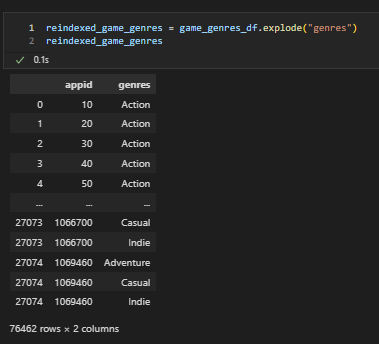 1 reindexed_game_genres = game_genres_df.explode("genres")
2 reindexed_game_genres
✓ 0.1s
appid genres
0 10 Action
1 20 Action
2 30 Action
3 40 Action
4 50 Action
... ... ...
27073 1066700 Casual
27073 1066700 Indie
27074 1069460 Adventure
27074 1069460 Casual
27074 1069460 Indie
76462 rows × 2 columns